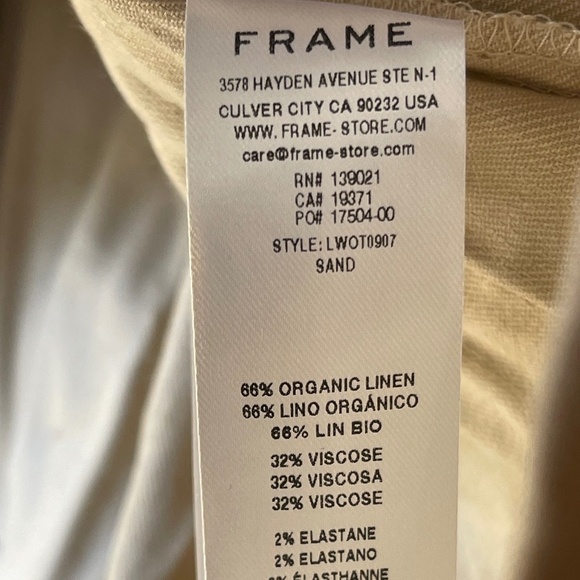 FRAME
3578 HAYDEN AVENUE STE N-1
CULVER CITY CA 90232 USA
WWW. FRAME- STORE.COM
care@frame-store.com
RN# 139021
CA# 19371
PO# 17504-00
STYLE: LWOT0907
SAND
66% ORGANIC LINEN
66% LINO ORGÁNICO
66% LIN BIO
32% VISCOSE
32% VISCOSA
32% VISCOSE
2% ELASTANE
2% ELASTANO
2% ÉLASTHANNE